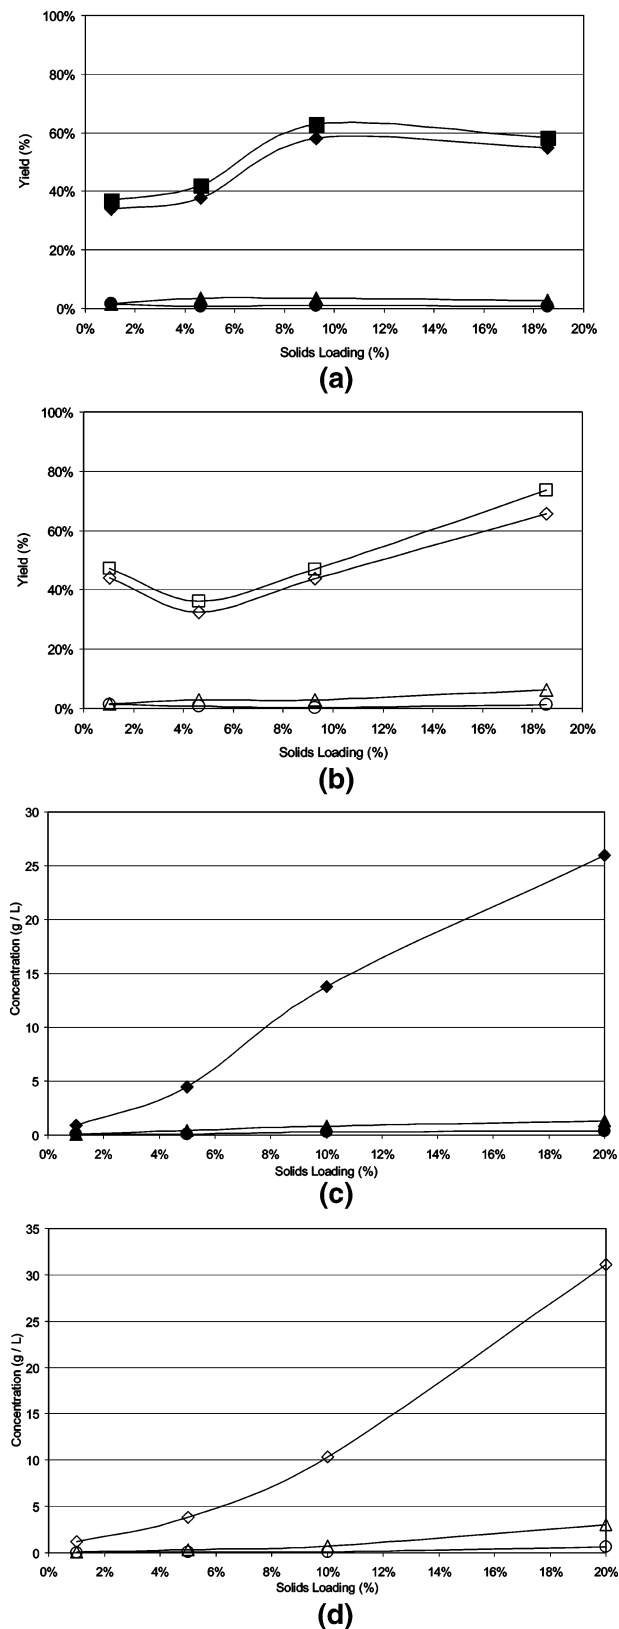 100%
80%
60%
40%
20%
0%
Yield (%)
0% 2% 4% 6% 8% 10% 12% 14% 16% 18% 20%
Solids Loading (%)
(a)
100%
80%
60%
40%
20%
0%
Yield (%)
0% 2% 4% 6% 8% 10% 12% 14% 16% 18% 20%
Solids Loading (%)
(b)
30
25
20
15
10
5
0
Concentration (g / L)
0% 2% 4% 6% 8% 10% 12% 14% 16% 18% 20%
Solids Loading (%)
(c)
35
30
25
20
15
10
5
0
Concentration (g / L)
0% 2% 4% 6% 8% 10% 12% 14% 16% 18% 20%
Solids Loading (%)
(d)